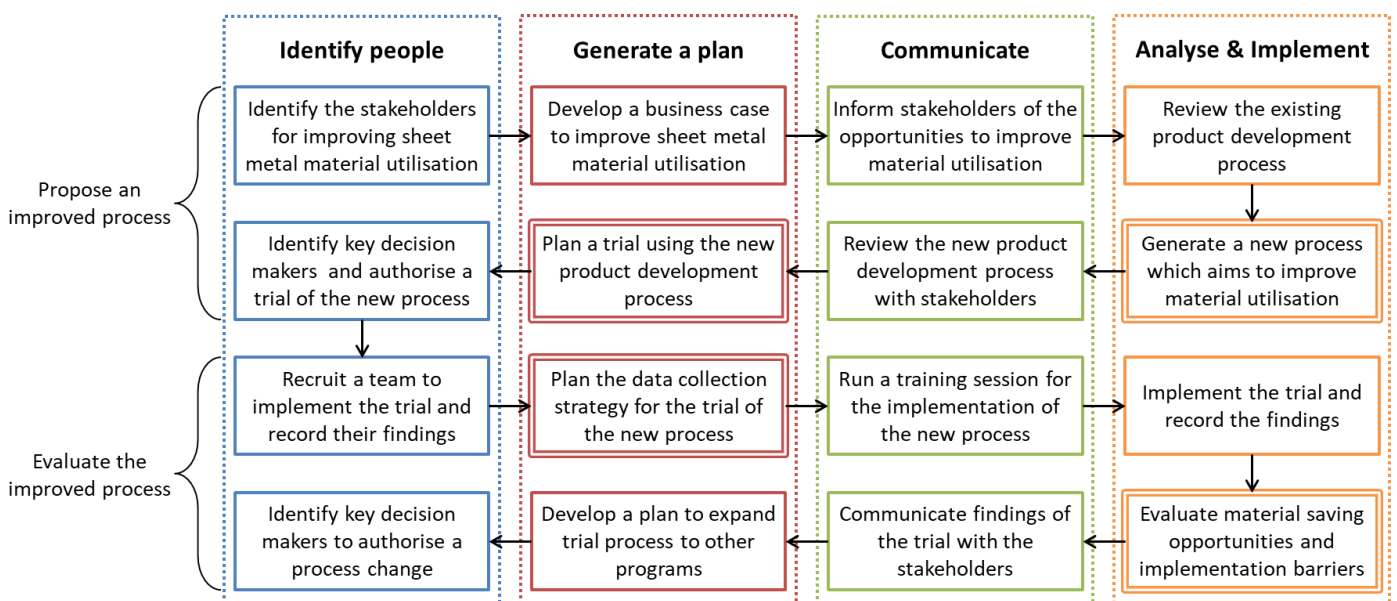 Identify people
Generate a plan
Communicate
Analyse & Implement
Propose an
improved process
Identify the stakeholders
for improving sheet
metal material utilisation
Develop a business case
to improve sheet metal
material utilisation
Inform stakeholders of the
opportunities to improve
material utilisation
Review the existing
product development
process
Identify key decision
makers and authorise a
trial of the new process
Plan a trial using the new
product development
process
Review the new product
development process
with stakeholders
Generate a new process
which aims to improve
material utilisation
Evaluate the
improved process
Recruit a team to
implement the trial and
record their findings
Plan the data collection
strategy for the trial of
the new process
Run a training session for
the implementation of
the new process
Implement the trial and
record the findings
Identify key decision
makers to authorise a
process change
Develop a plan to expand
trial process to other
programs
Communicate findings of
the trial with the
stakeholders
Evaluate material saving
opportunities and
implementation barriers